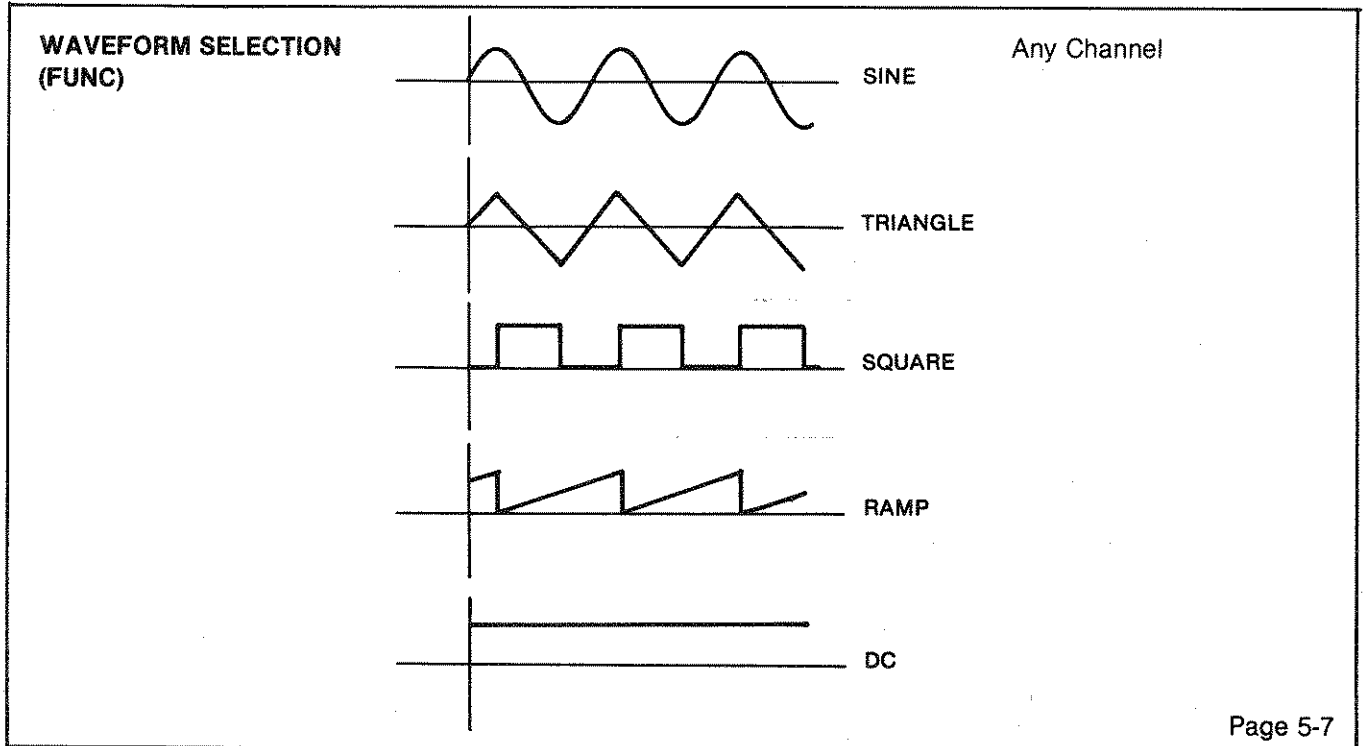 WAVEFORM SELECTION
(FUNC)
Any Channel
SINE
TRIANGLE
SQUARE
RAMP
DC
Page 5-7